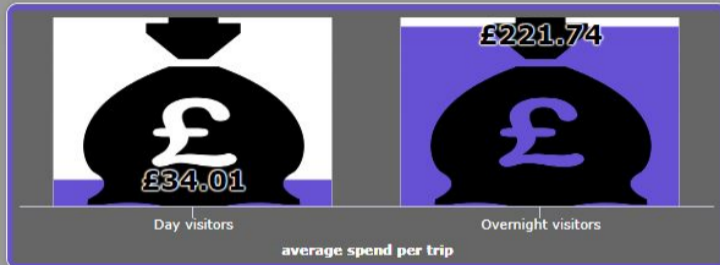 £221.74
£
£
£34.01
Day visitors
Overnight visitors
average spend per trip